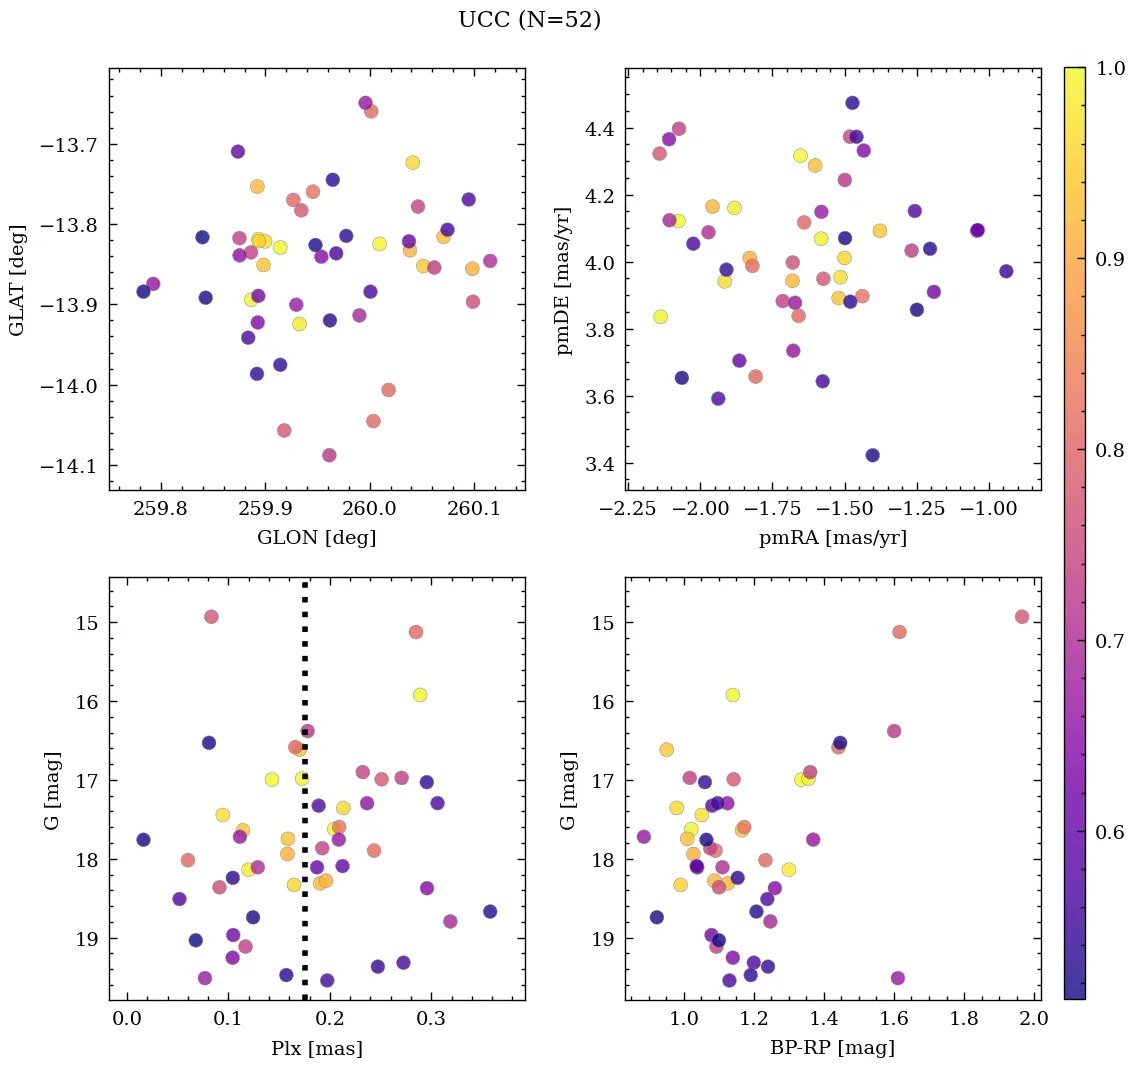 UCC (N=52)
−13.7
−13.8
−13.9
−14.0
−14.1
GLAT [deg]
259.8 259.9 260.0 260.1
GLON [deg]
4.4
4.2
4.0
3.8
3.6
3.4
pmDE [mas/yr]
−2.25 −2.00 −1.75 −1.50 −1.25 −1.00
pmRA [mas/yr]
15
16
17
18
19
G [mag]
0.0 0.1 0.2 0.3
Plx [mas]
15
16
17
18
19
G [mag]
1.0 1.2 1.4 1.6 1.8 2.0
BP-RP [mag]
1.0
0.9
0.8
0.7
0.6